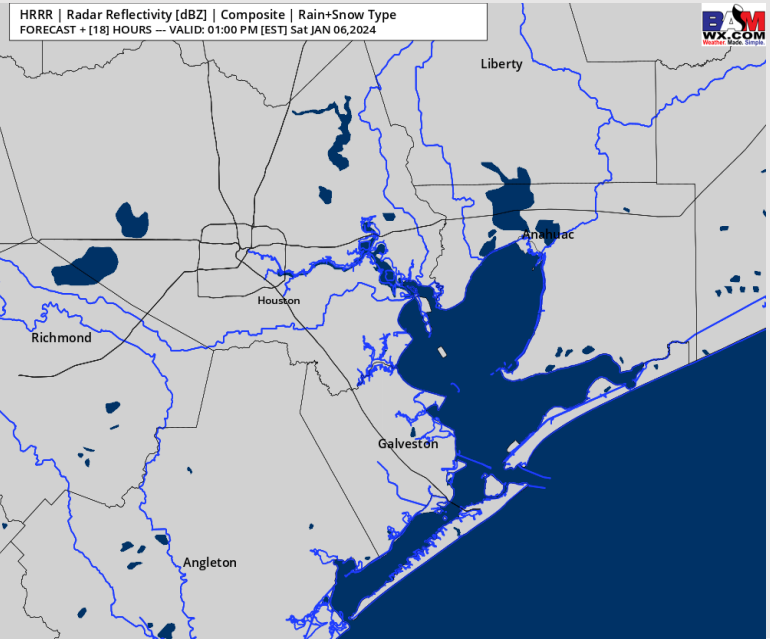 HRRR | Radar Reflectivity [dBZ] | Composite | Rain+Snow Type
FORECAST + [18] HOURS --- VALID: 01:00 PM [EST] Sat JAN 06,2024
BAM
WX.COM
Weather. Made. Simple.
Liberty
Anahuac
Houston
Richmond
Galveston
Angleton